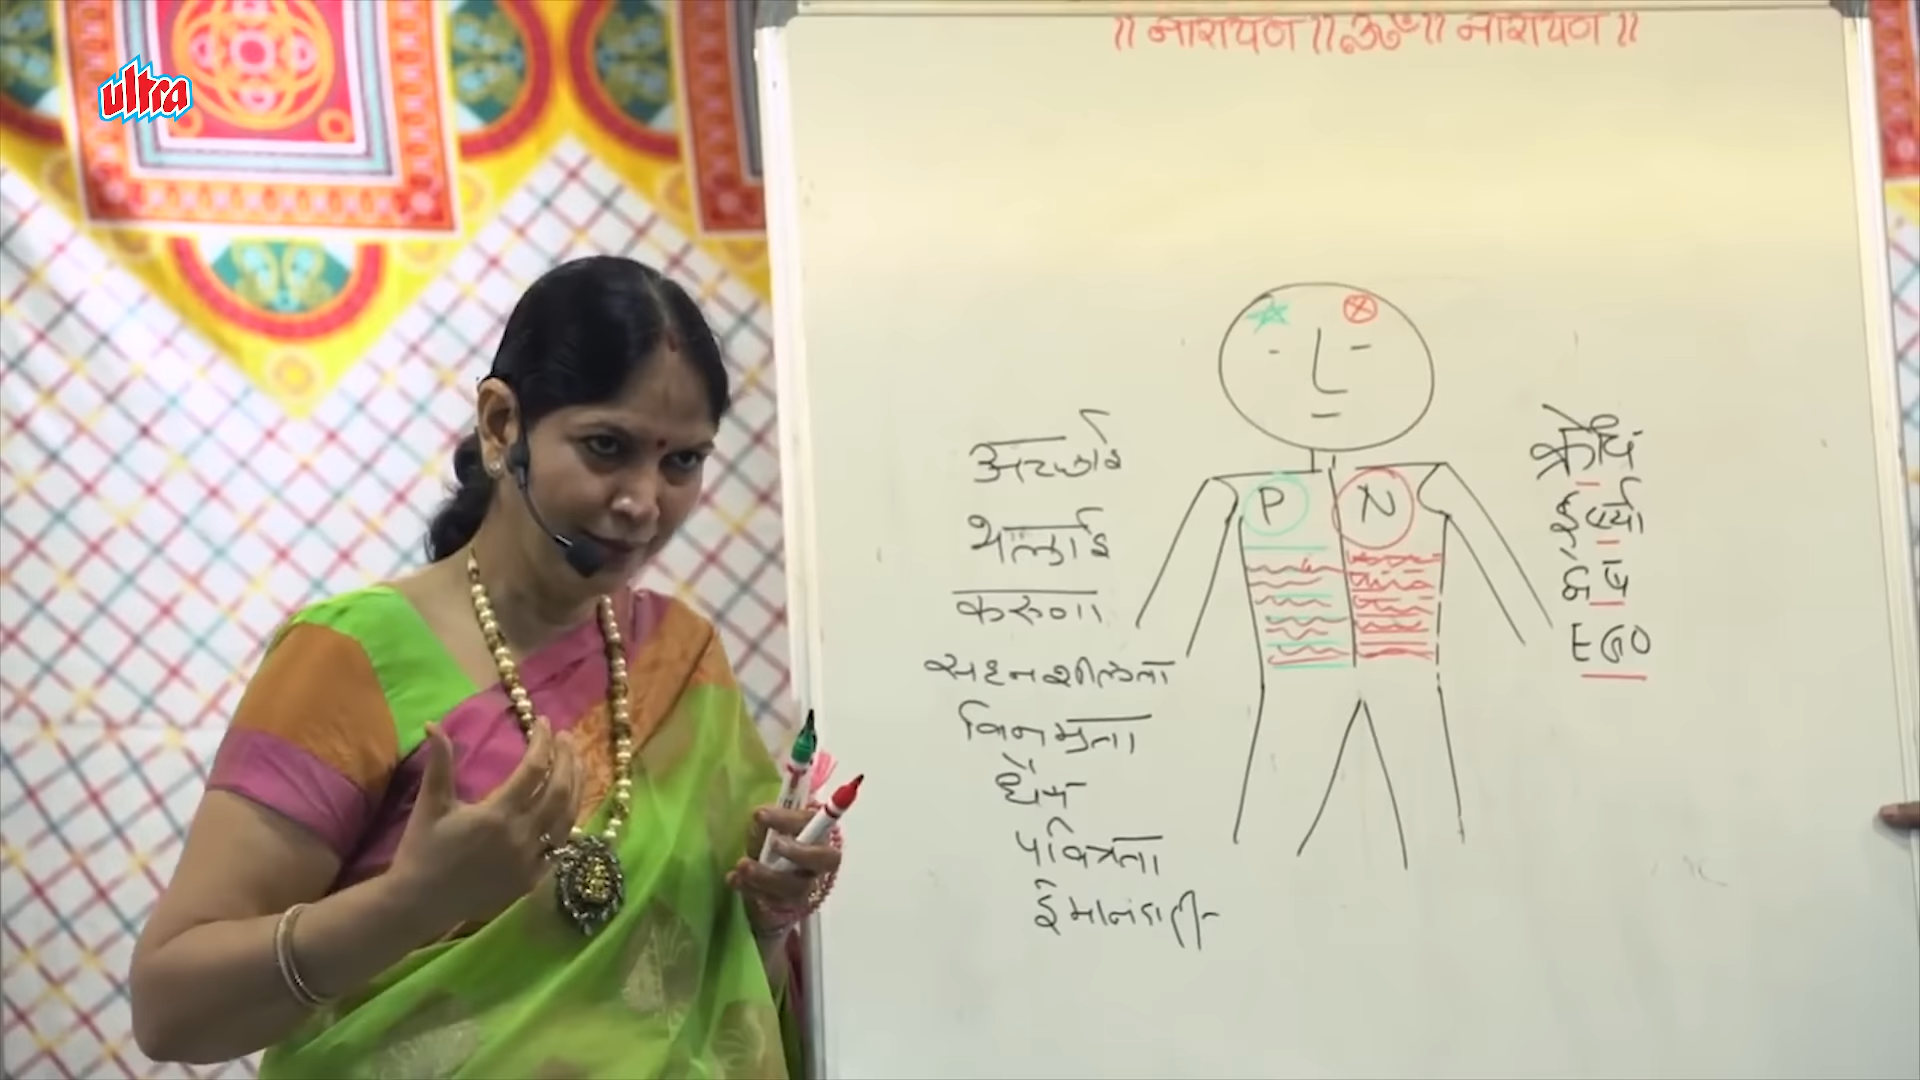 ultra
॥ नारायण ॥ ॐ ॥ नारायण ॥
अच्छाई
भलाई
करुणा
सहनशीलता
विनम्रता
धैर्य
पवित्रता
ईमानदारी
P N
क्रोध
ईर्ष्या
द्वेष
EGO